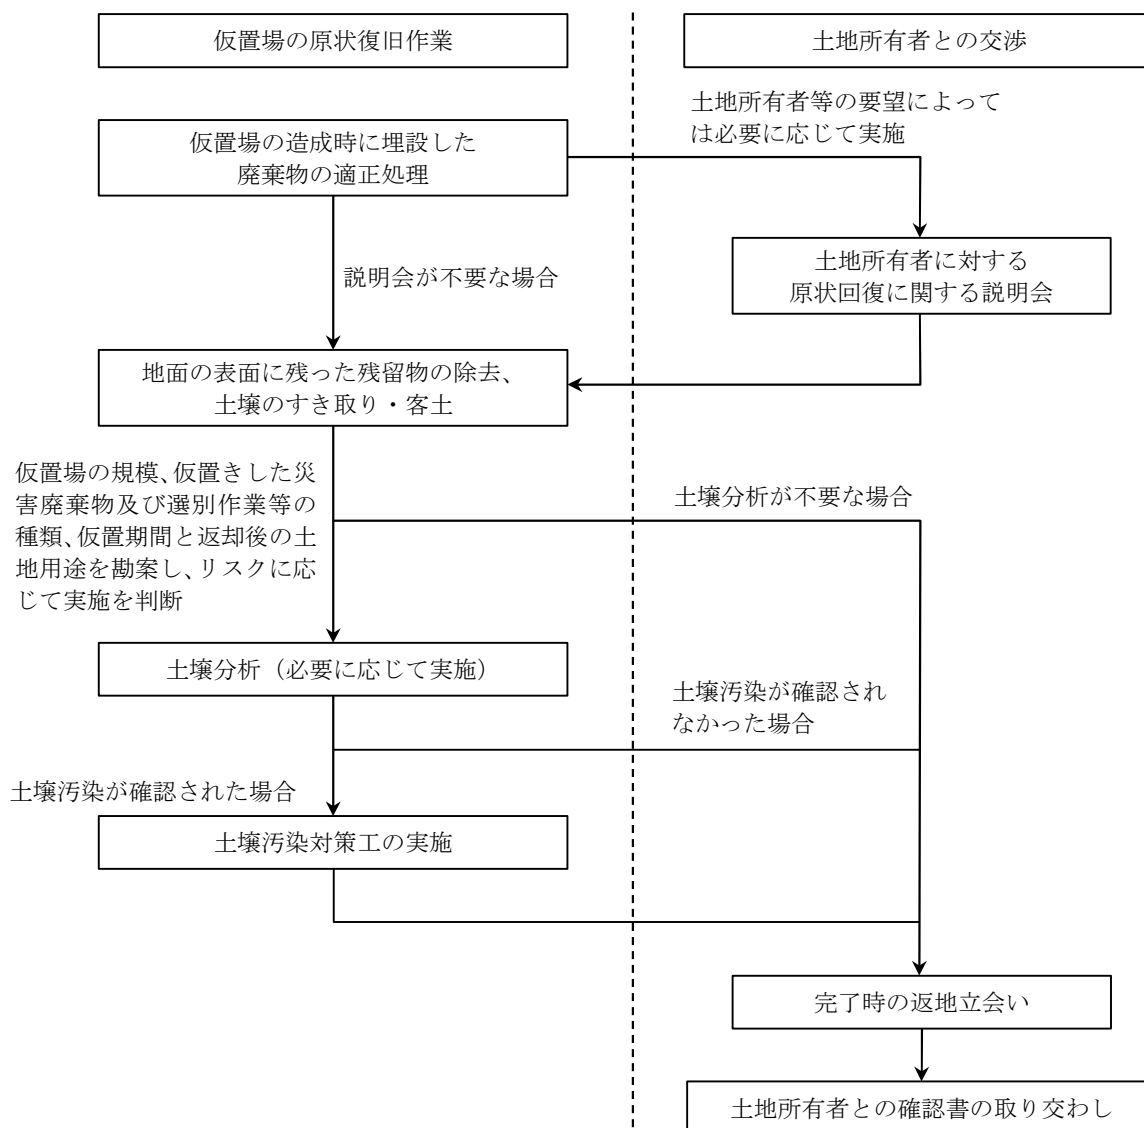 仮置場の原状復旧作業
土地所有者との交渉
土地所有者等の要望によって
は必要に応じて実施
仮置場の造成時に埋設した
廃棄物の適正処理
土地所有者に対する
原状回復に関する説明会
説明会が不要な場合
地面の表面に残った残留物の除去、
土壌のすき取り・客土
仮置場の規模、仮置きした災
害廃棄物及び選別作業等の
種類、仮置期間と返却後の土
地用途を勘案し、リスクに応
じて実施を判断
土壌分析が不要な場合
土壌分析（必要に応じて実施）
土壌汚染が確認され
なかった場合
土壌汚染が確認された場合
土壌汚染対策工の実施
完了時の返地立会い
土地所有者との確認書の取り交わし